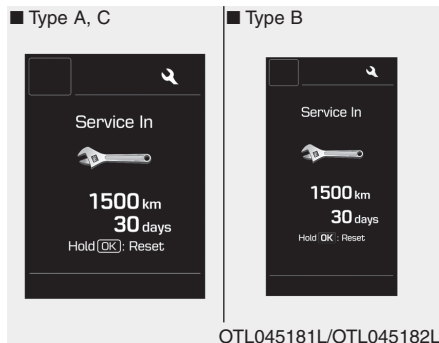 ■ Type A, C
Service In
1500 km
30 days
Hold OK : Reset
■ Type B
Service In
1500 km
30 days
Hold OK : Reset
OTL045181L/OTL045182L